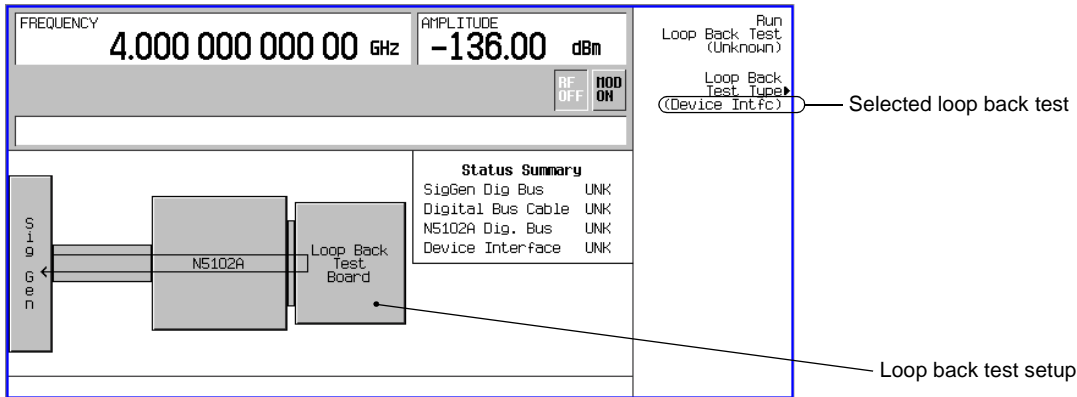 FREQUENCY
4.000 000 000 00 GHz
AMPLITUDE
-136.00 dBm
RF
OFF
MOD
ON
Run
Loop Back Test
(Unknown)
Loop Back
Test Type
(Device Intfc)
Selected loop back test
Status Summary
SigGen Dig Bus UNK
Digital Bus Cable UNK
N5102A Dig. Bus UNK
Device Interface UNK
Sig Gen
N5102A
Loop Back
Test
Board
Loop back test setup